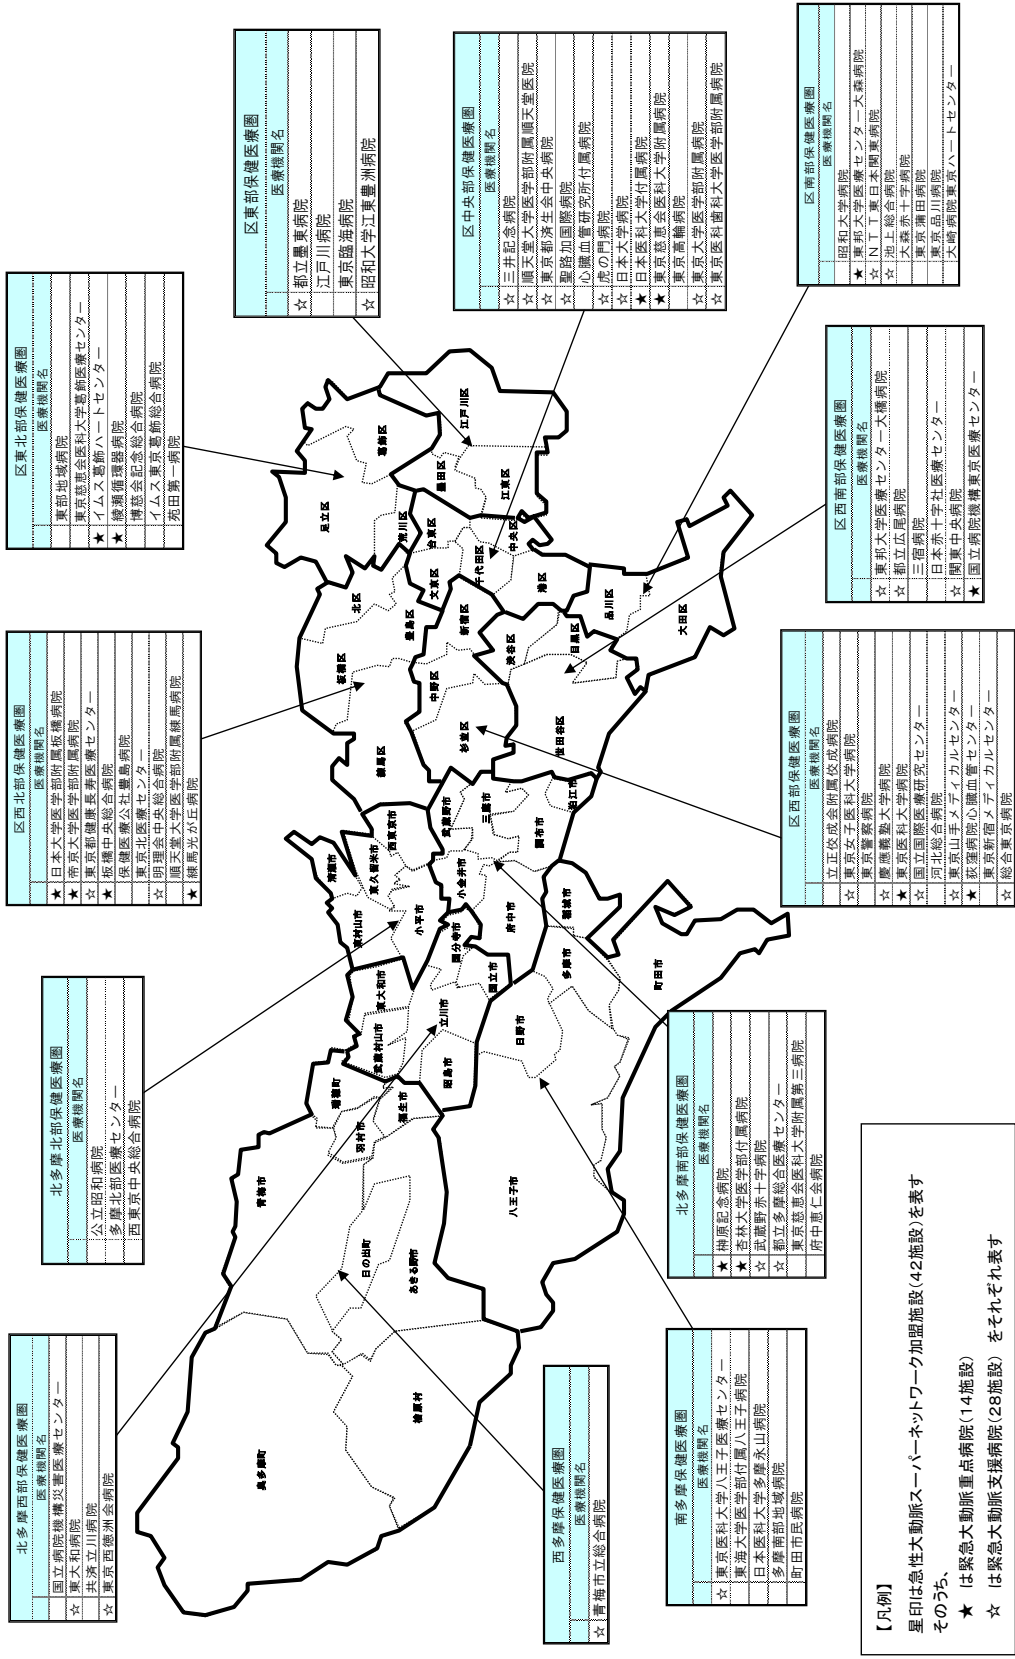 北多摩西部保健医療圏
医療機関名
国立病院機構災害医療センター
☆ 東大和病院
共済立川病院
☆ 東京西徳洲会病院
北多摩北部保健医療圏
医療機関名
公立昭和病院
多摩北部医療センター
西東京中央総合病院
区西北部保健医療圏
医療機関名
★ 日本大学医学部附属板橋病院
★ 帝京大学医学部附属病院
☆ 東京都健康長寿医療センター
★ 板橋中央総合病院
保健医療公社豊島病院
東京北医療センター
☆ 明理会中央総合病院
順天堂大学医学部附属練馬病院
★ 練馬光が丘病院
区東北部保健医療圏
医療機関名
東部地域病院
東京慈恵会医科大学葛飾医療センター
★ イムス葛飾ハートセンター
★ 綾瀬循環器病院
博慈会記念総合病院
イムス東京葛飾総合病院
苑田第一病院
区東部保健医療圏
医療機関名
☆ 都立墨東病院
江戸川病院
東京臨海病院
☆ 昭和大学江東豊洲病院
区中央部保健医療圏
医療機関名
☆ 三井記念病院
☆ 順天堂大学医学部附属順天堂医院
☆ 東京都済生会中央病院
☆ 聖路加国際病院
心臓血管研究所付属病院
☆ 虎の門病院
☆ 日本大学病院
★ 日本医科大学付属病院
★ 東京慈恵会医科大学附属病院
東京高輪病院
☆ 東京大学医学部附属病院
☆ 東京医科歯科大学医学部附属病院
区南部保健医療圏
医療機関名
昭和大学病院
★ 東邦大学医療センター大森病院
☆ NTT東日本関東病院
☆ 池上総合病院
大森赤十字病院
東京蒲田病院
東京品川病院
大崎病院東京ハートセンター
区西南部保健医療圏
医療機関名
☆ 東邦大学医療センター大橋病院
☆ 都立広尾病院
三宿病院
日本赤十字社医療センター
☆ 関東中央病院
★ 国立病院機構東京医療センター
区西部保健医療圏
医療機関名
立正佼成会附属佼成病院
☆ 東京女子医科大学病院
東京警察病院
☆ 慶應義塾大学病院
★ 東京医科大学病院
☆ 国立国際医療研究センター
河北総合病院
☆ 東京山手メディカルセンター
★ 荻窪病院心臓血管センター
東京新宿メディカルセンター
☆ 総合東京病院
北多摩南部保健医療圏
医療機関名
★ 榊原記念病院
★ 杏林大学医学部付属病院
☆ 武蔵野赤十字病院
☆ 都立多摩総合医療センター
東京慈恵会医科大学附属第三病院
府中恵仁会病院
南多摩保健医療圏
医療機関名
☆ 東京医科大学八王子医療センター
東海大学医学部付属八王子病院
日本医科大学多摩永山病院
多摩南部地域病院
町田市民病院
西多摩保健医療圏
医療機関名
☆ 青梅市立総合病院
奥多摩町
檜原村
青梅市
日の出町
あきる野市
八王子市
瑞穂町
羽村市
福生市
武蔵村山市
東大和市
立川市
昭島市
日野市
多摩市
稲城市
町田市
東村山市
清瀬市
東久留米市
西東京市
小平市
国分寺市
国立市
小金井市
府中市
武蔵野市
三鷹市
調布市
狛江市
練馬区
板橋区
北区
豊島区
中野区
杉並区
新宿区
渋谷区
目黒区
世田谷区
足立区
葛飾区
荒川区
台東区
文京区
千代田区
中央区
港区
墨田区
江東区
江戸川区
品川区
大田区
【凡例】
星印は急性大動脈スーパーネットワーク加盟施設(42施設)を表す
そのうち、
★ は緊急大動脈重点病院(14施設)
☆ は緊急大動脈支援病院(28施設) をそれぞれ表す